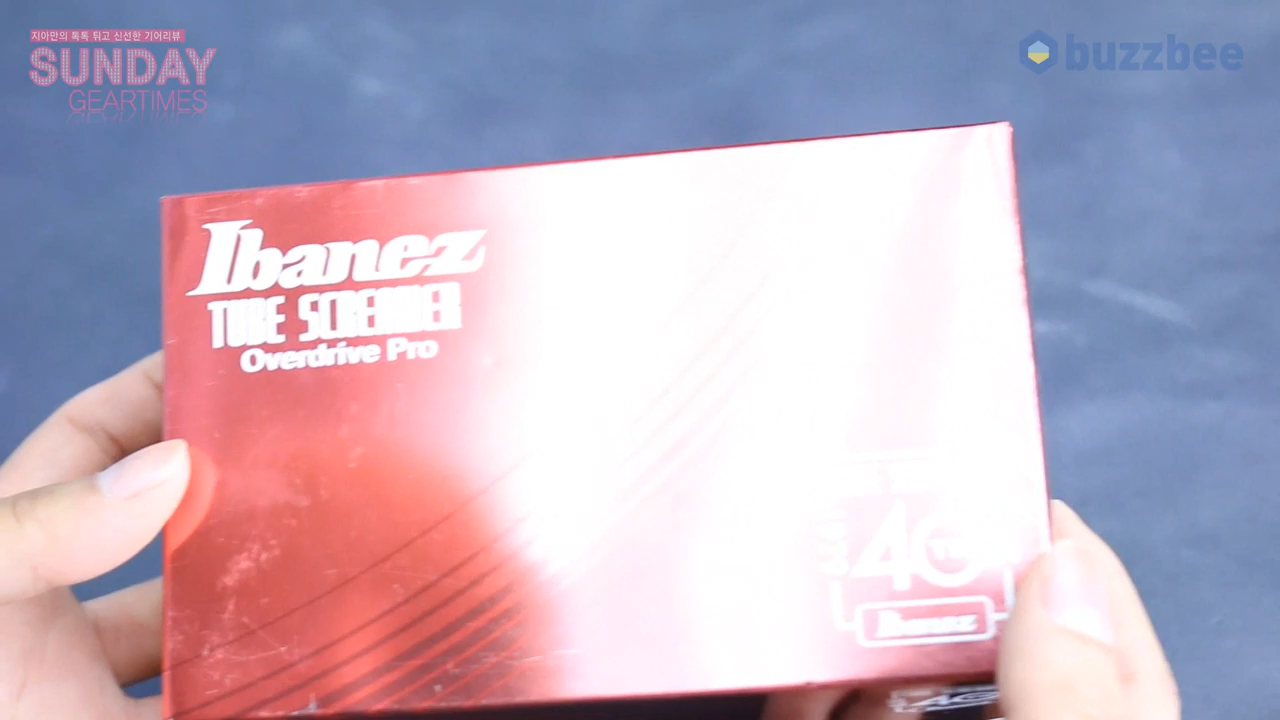 지아만의 톡톡 튀고 신선한 기어리뷰
SUNDAY
GEARTIMES
buzzbee
Ibanez
TUBE SCREAMER
Overdrive Pro
40
Ibanez